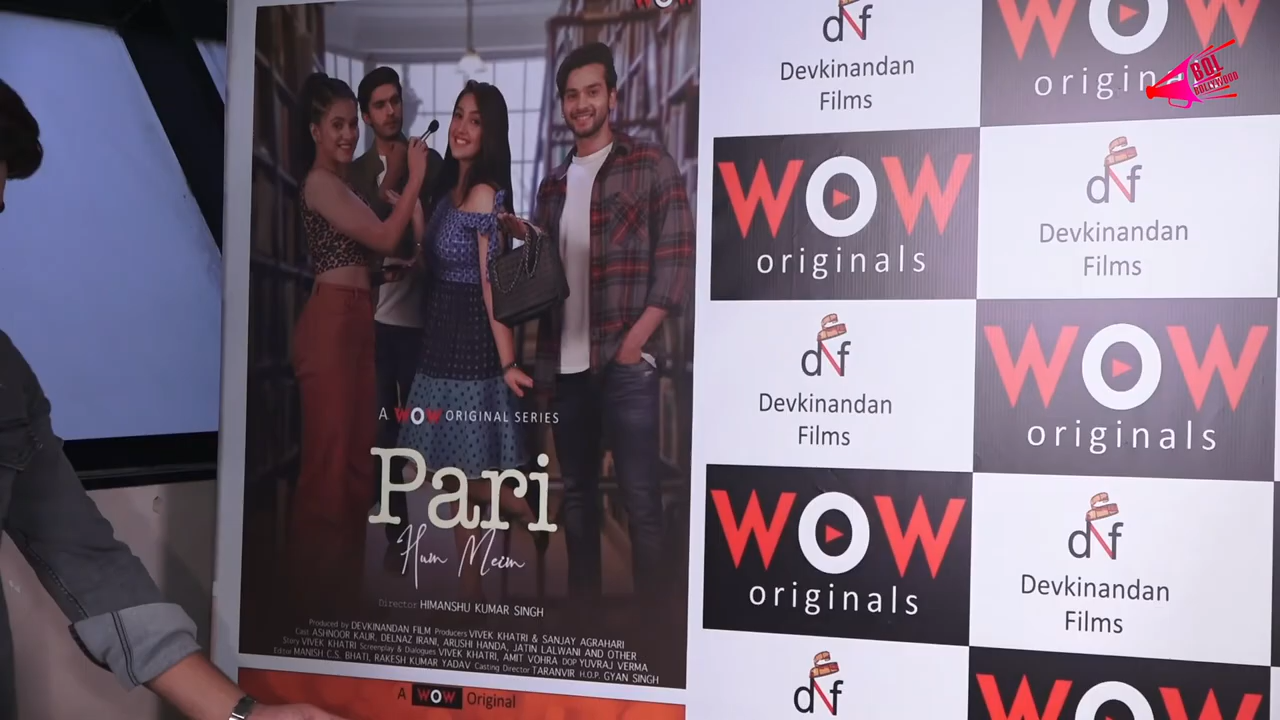 WOW
A WOW ORIGINAL SERIES
Pari
Hum Meim
Director HIMANSHU KUMAR SINGH
Produced by DEVKINANDAN FILM Producers VIVEK KHATRI & SANJAY AGRAHARI
Cast ASHNOOR KAUR, DELNAZ IRANI, ARUSHI HANDA, JATIN LALWANI AND OTHER
Story VIVEK KHATRI Screenplay & Dialogues VIVEK KHATRI, AMIT VOHRA DOP YUVRAJ VERMA
Editor MANISH C.S. BHATI, RAKESH KUMAR YADAV Casting Director TARANVIR H.O.P. GYAN SINGH
A WOW Original
dNf
Devkinandan
Films
WOW
originals
BOL
BOLLYWOOD
WOW
originals
dNf
Devkinandan
Films
dNf
Devkinandan
Films
WOW
originals
WOW
originals
dNf
Devkinandan
Films
dNf
WOW